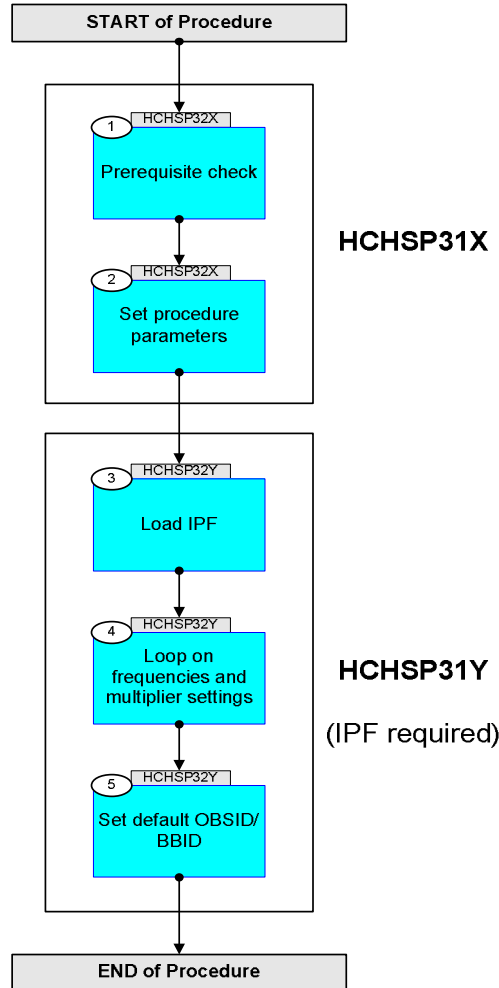 START of Procedure
HCHSP32X
1
Prerequisite check
HCHSP31X
HCHSP32X
2
Set procedure
parameters
HCHSP32Y
3
Load IPF
HCHSP32Y
4
Loop on
frequencies and
multiplier settings
HCHSP31Y
(IPF required)
HCHSP32Y
5
Set default OBSID/
BBID
END of Procedure